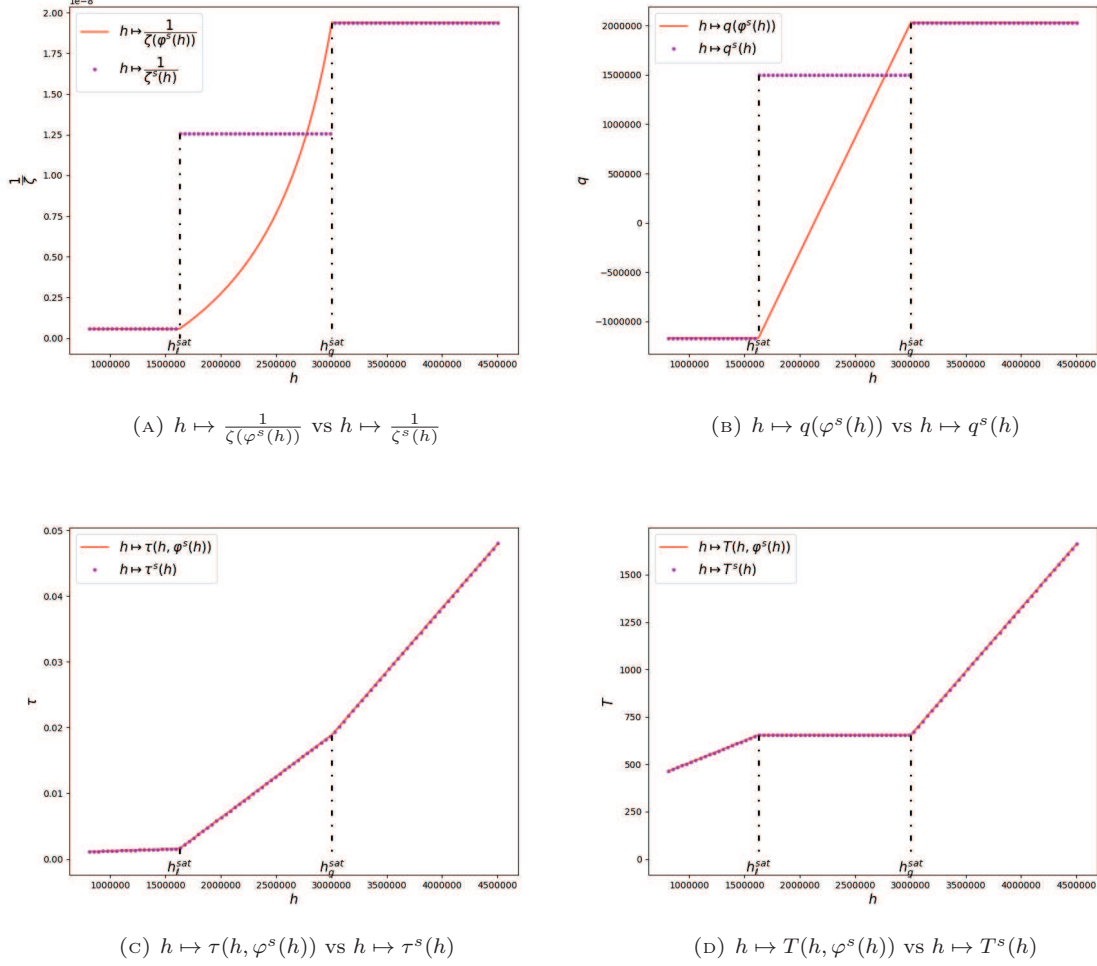 1e−8
2.00
1.75
1.50
1.25
1.00
0.75
0.50
0.25
0.00
1/ζ
h ↦ 1/ζ(φ^s(h))
h ↦ 1/ζ^s(h)
h_l^sat
h_g^sat
1000000 1500000 2000000 2500000 3000000 3500000 4000000 4500000
h
2000000
1500000
1000000
500000
0
−500000
−1000000
q
h ↦ q(φ^s(h))
h ↦ q^s(h)
h_l^sat
h_g^sat
1000000 1500000 2000000 2500000 3000000 3500000 4000000 4500000
h
(A) h ↦ 1/ζ(φ^s(h)) vs h ↦ 1/ζ^s(h)
(B) h ↦ q(φ^s(h)) vs h ↦ q^s(h)
0.05
0.04
0.03
0.02
0.01
0.00
τ
h ↦ τ(h, φ^s(h))
h ↦ τ^s(h)
h_l^sat
h_g^sat
1000000 1500000 2000000 2500000 3000000 3500000 4000000 4500000
h
1500
1250
1000
750
500
250
0
T
h ↦ T(h, φ^s(h))
h ↦ T^s(h)
h_l^sat
h_g^sat
1000000 1500000 2000000 2500000 3000000 3500000 4000000 4500000
h
(C) h ↦ τ(h, φ^s(h)) vs h ↦ τ^s(h)
(D) h ↦ T(h, φ^s(h)) vs h ↦ T^s(h)